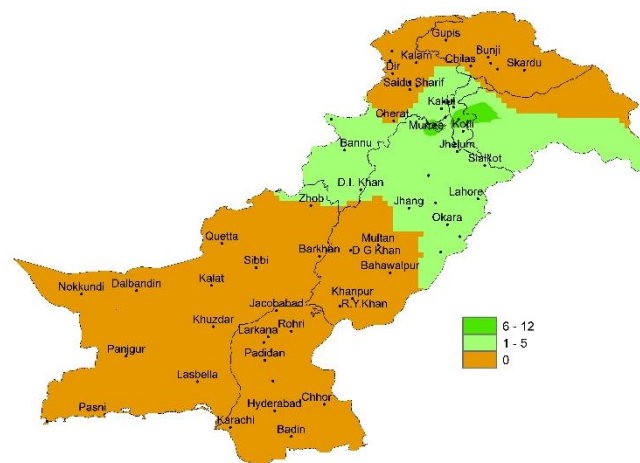 Gupis
Bunji
Kalam
Chilas
Dir
Skardu
Saidu Sharif
Kakul
Cherat
Murree
Kotli
Bannu
Jhelum
Sialkot
D.I. Khan
Lahore
Zhob
Jhang
Okara
Quetta
Multan
Barkhan
D G Khan
Sibbi
Bahawalpur
Kalat
Nokkundi
Dalbandin
Khanpur
Jacobabad
R.Y.Khan
Khuzdar
Rohri
Larkana
6 - 12
1 - 5
0
Panjgur
Padidan
Lasbella
Pasni
Hyderabad
Chhor
Karachi
Badin